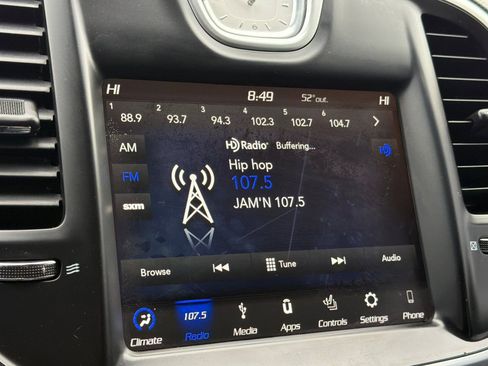 HI 8:49 52° out. HI
1 2 3 4 5 6
88.9 93.7 94.3 102.3 102.7 104.7
AM HD Radio Buffering... HD
Hip hop
FM 107.5
sxm JAM'N 107.5
Browse Tune Audio
107.5
Climate Radio Media Apps Controls Settings Phone